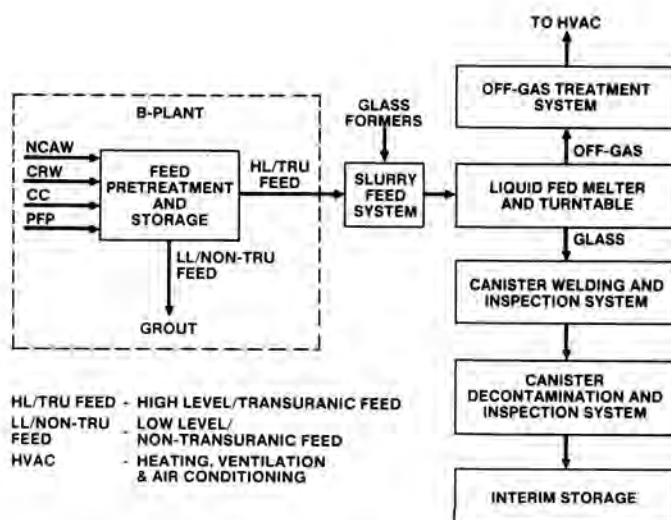 TO HVAC
B-PLANT
NCAW
CRW
CC
PFP
FEED
PRETREATMENT
AND
STORAGE
HL/TRU
FEED
LL/NON-TRU
FEED
GROUT
GLASS
FORMERS
SLURRY
FEED
SYSTEM
OFF-GAS TREATMENT
SYSTEM
OFF-GAS
LIQUID FED MELTER
AND TURNTABLE
GLASS
CANISTER WELDING AND
INSPECTION SYSTEM
CANISTER
DECONTAMINATION AND
INSPECTION SYSTEM
INTERIM STORAGE
HL/TRU FEED - HIGH LEVEL/TRANSURANIC FEED
LL/NON-TRU - LOW LEVEL/
FEED NON-TRANSURANIC FEED
HVAC - HEATING, VENTILATION
& AIR CONDITIONING